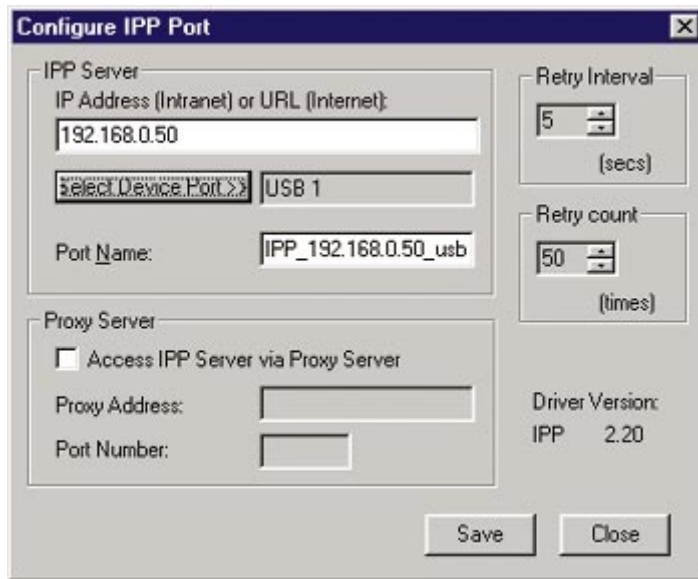 Configure IPP Port
IPP Server
IP Address (Intranet) or URL (Internet):
192.168.0.50
Select Device Port >>
USB 1
Port Name:
IPP_192.168.0.50_usb
Proxy Server
Access IPP Server via Proxy Server
Proxy Address:
Port Number:
Retry Interval
5
(secs)
Retry count
50
(times)
Driver Version:
IPP 2.20
Save
Close